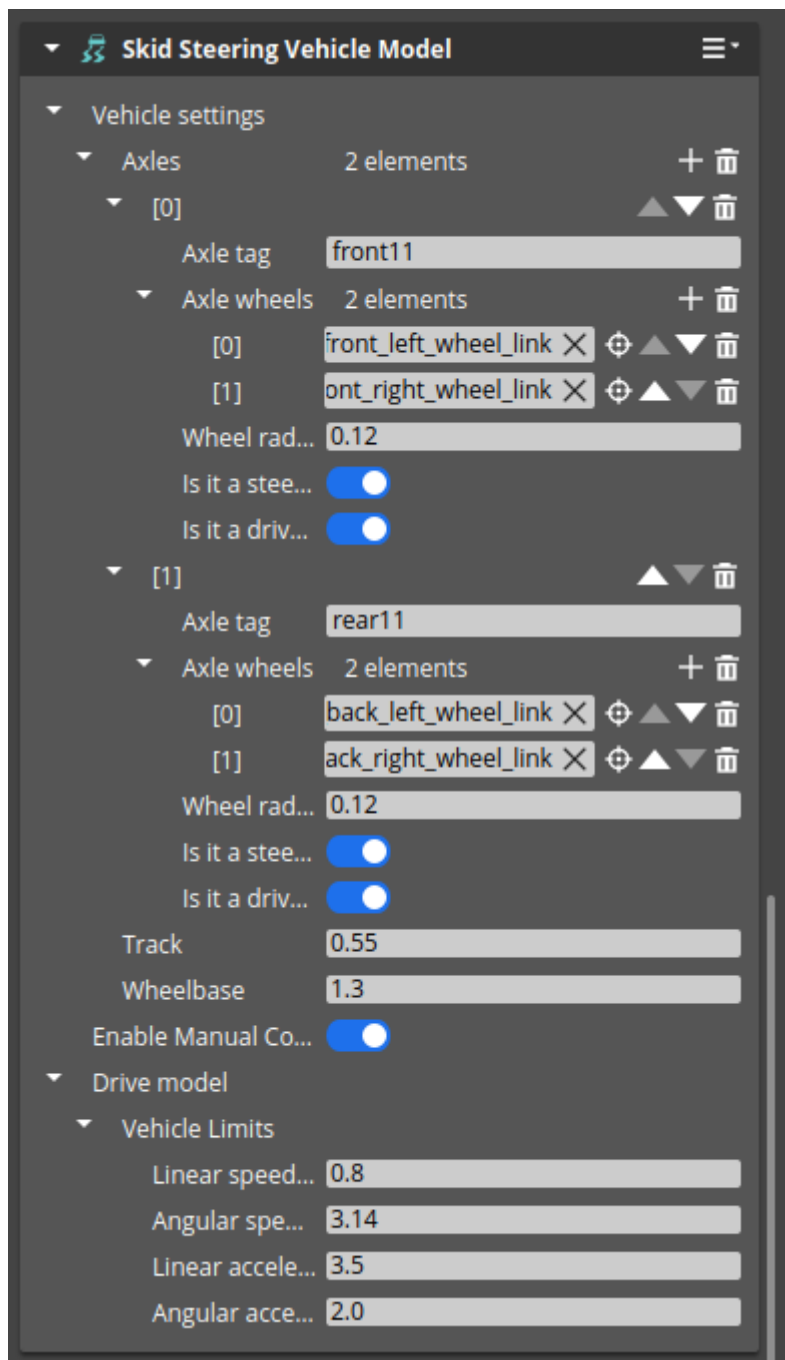 Skid Steering Vehicle Model
Vehicle settings
Axles 2 elements
[0]
Axle tag front11
Axle wheels 2 elements
[0] front_left_wheel_link
[1] ont_right_wheel_link
Wheel rad... 0.12
Is it a stee...
Is it a driv...
[1]
Axle tag rear11
Axle wheels 2 elements
[0] back_left_wheel_link
[1] ack_right_wheel_link
Wheel rad... 0.12
Is it a stee...
Is it a driv...
Track 0.55
Wheelbase 1.3
Enable Manual Co...
Drive model
Vehicle Limits
Linear speed... 0.8
Angular spe... 3.14
Linear accele... 3.5
Angular acce... 2.0